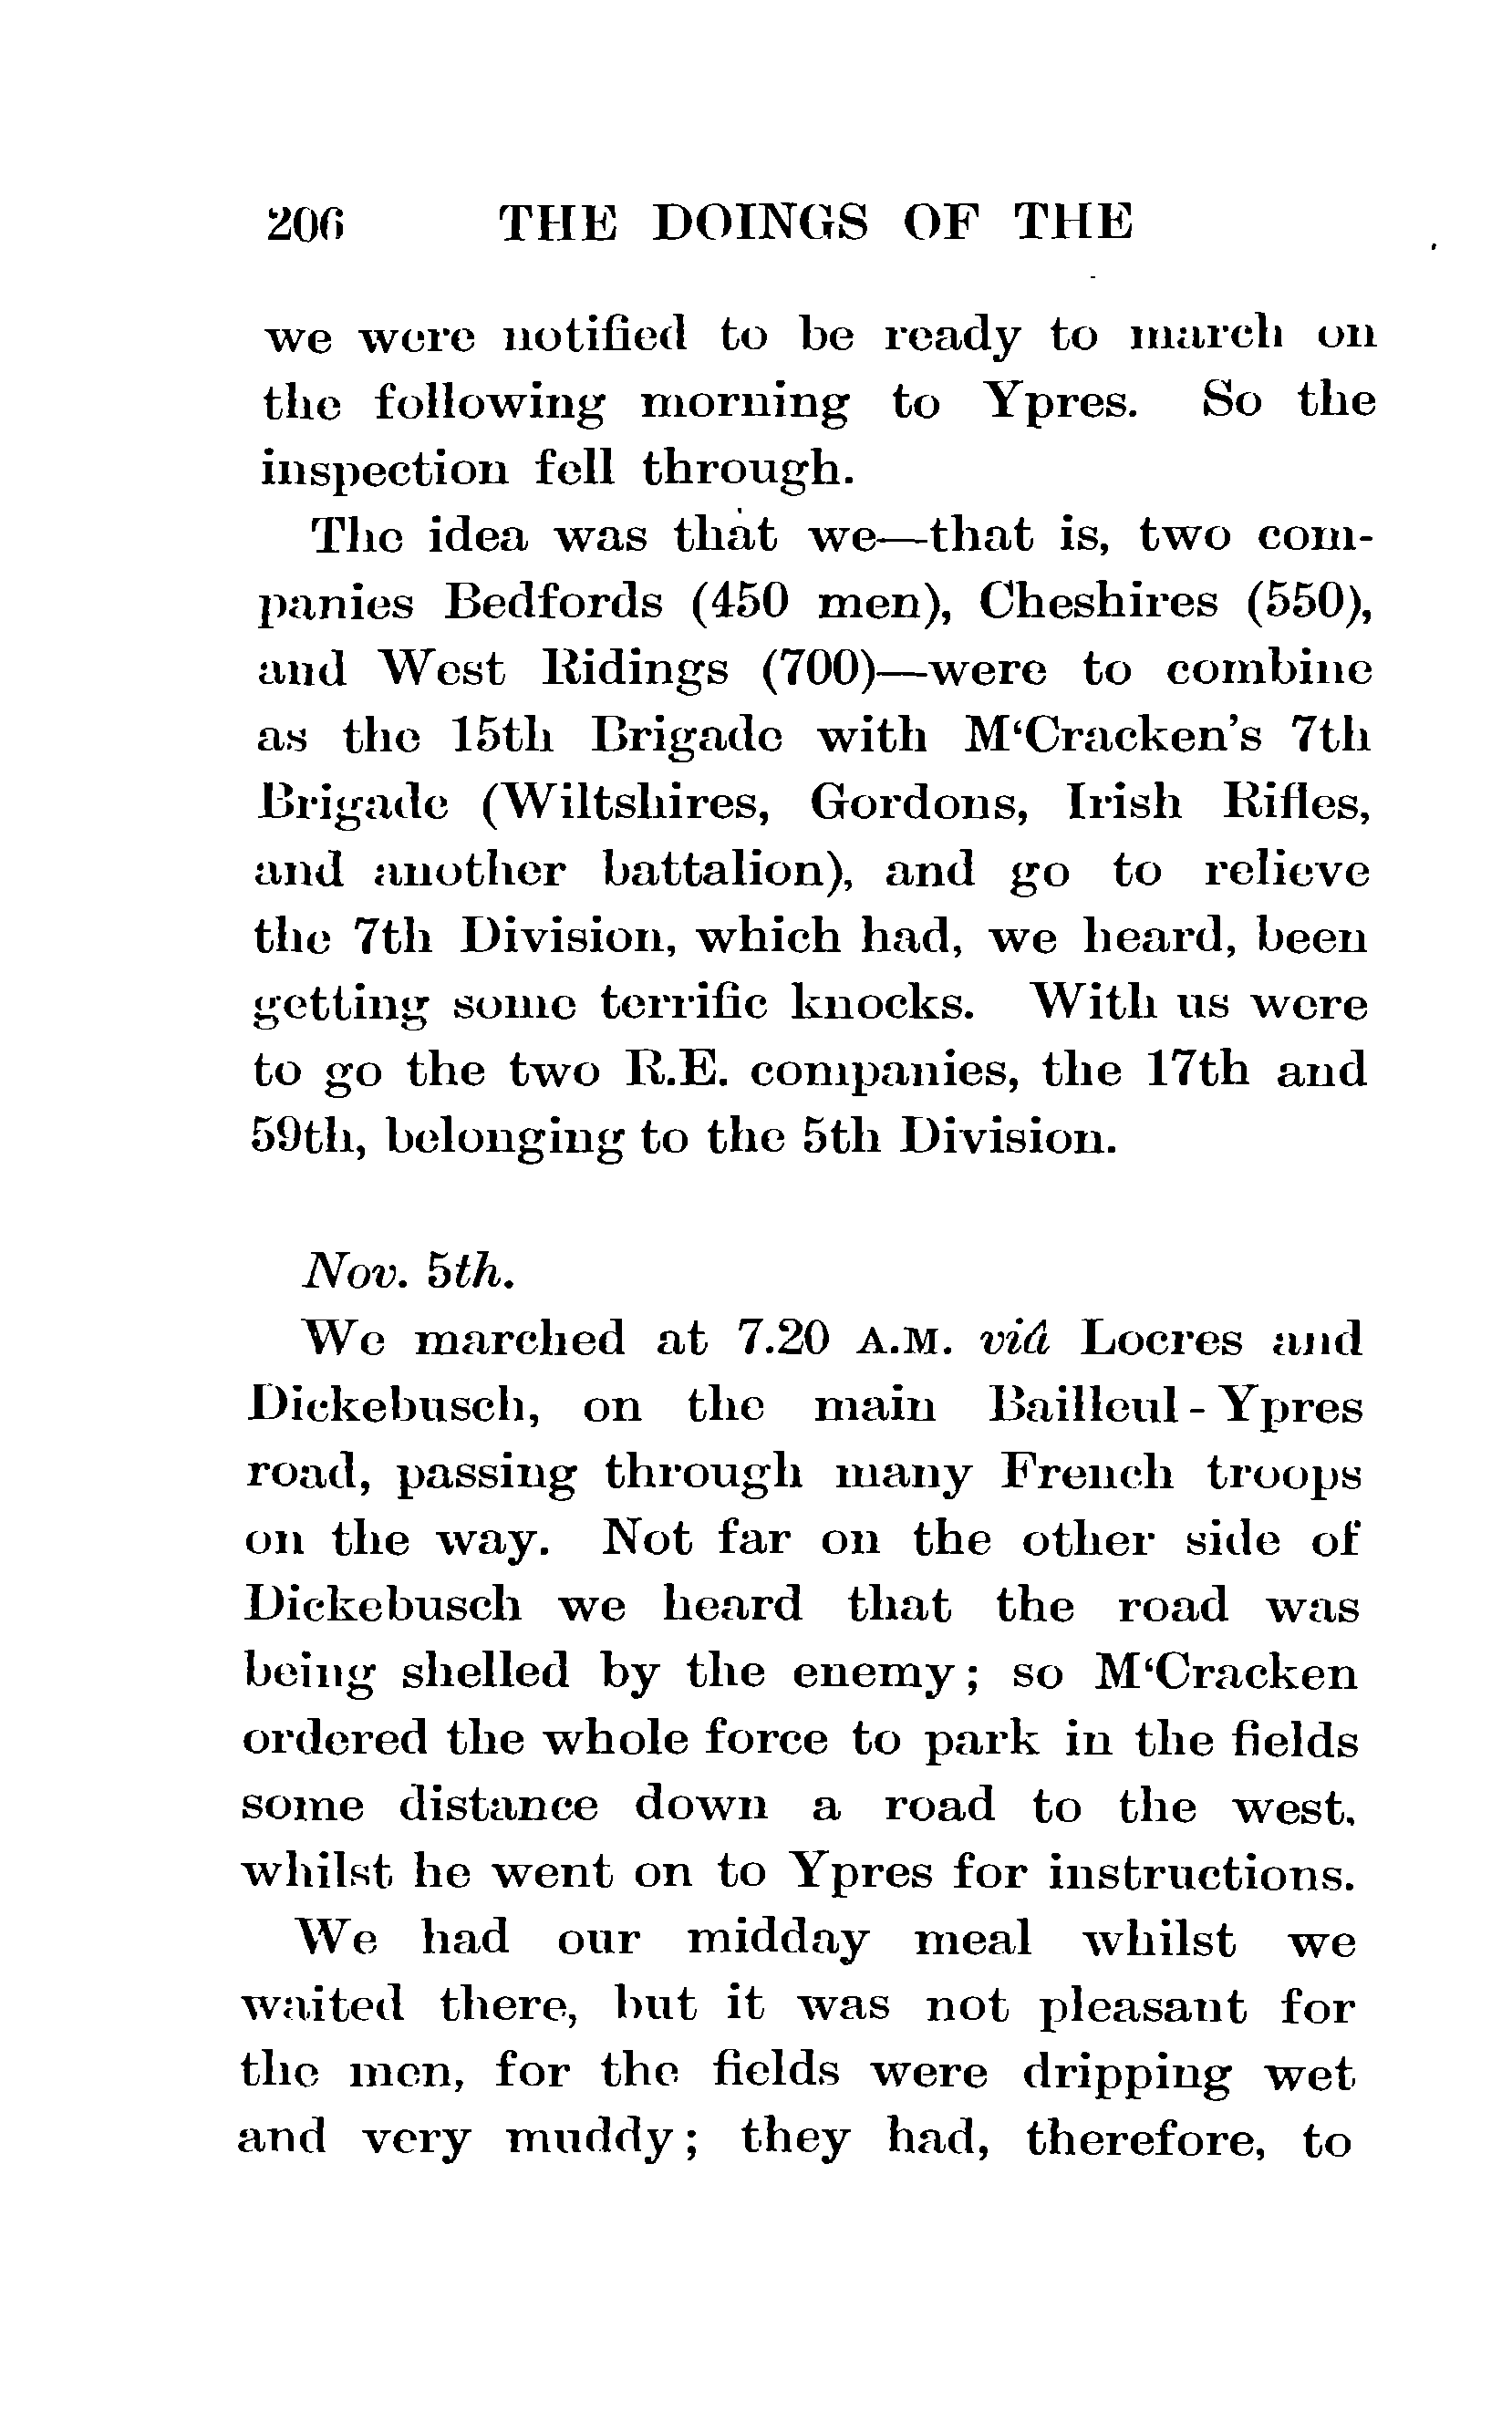 206 THE DOINGS OF THE
we were notified to be ready to march on
the following morning to Ypres. So the
inspection fell through.
The idea was that we—that is, two com-
panies Bedfords (450 men), Cheshires (550),
and West Ridings (700)—were to combine
as the 15th Brigade with M‘Cracken's 7th
Brigade (Wiltshires, Gordons, Irish Rifles,
and another battalion), and go to relieve
the 7th Division, which had, we heard, been
getting some terrific knocks. With us were
to go the two R.E. companies, the 17th and
59th, belonging to the 5th Division.
Nov. 5th.
We marched at 7.20 A.M. viâ Locres and
Dickebusch, on the main Bailleul - Ypres
road, passing through many French troops
on the way. Not far on the other side of
Dickebusch we heard that the road was
being shelled by the enemy; so M‘Cracken
ordered the whole force to park in the fields
some distance down a road to the west,
whilst he went on to Ypres for instructions.
We had our midday meal whilst we
waited there, but it was not pleasant for
the men, for the fields were dripping wet
and very muddy; they had, therefore, to